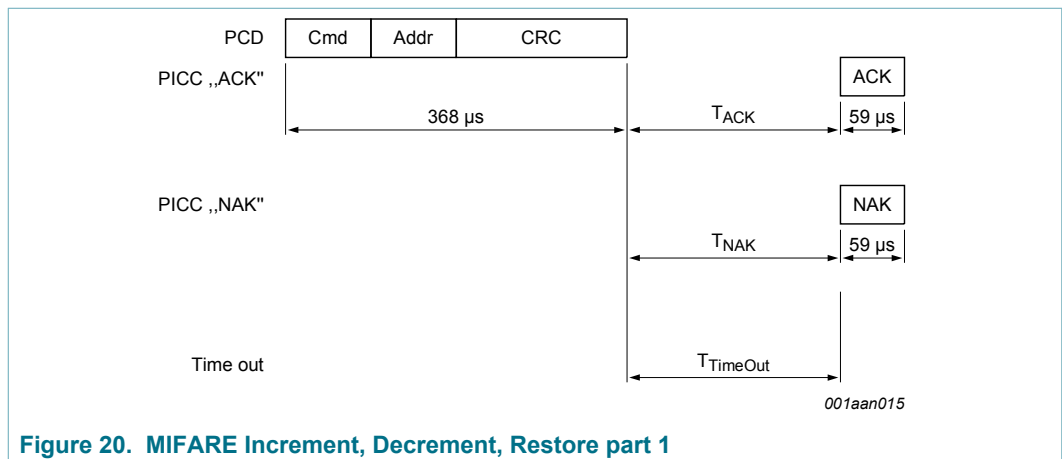 PCD Cmd Addr CRC
PICC ,,ACK" ACK
368 µs TACK 59 µs
PICC ,,NAK" NAK
TNAK 59 µs
Time out TTimeOut
001aan015
Figure 20. MIFARE Increment, Decrement, Restore part 1